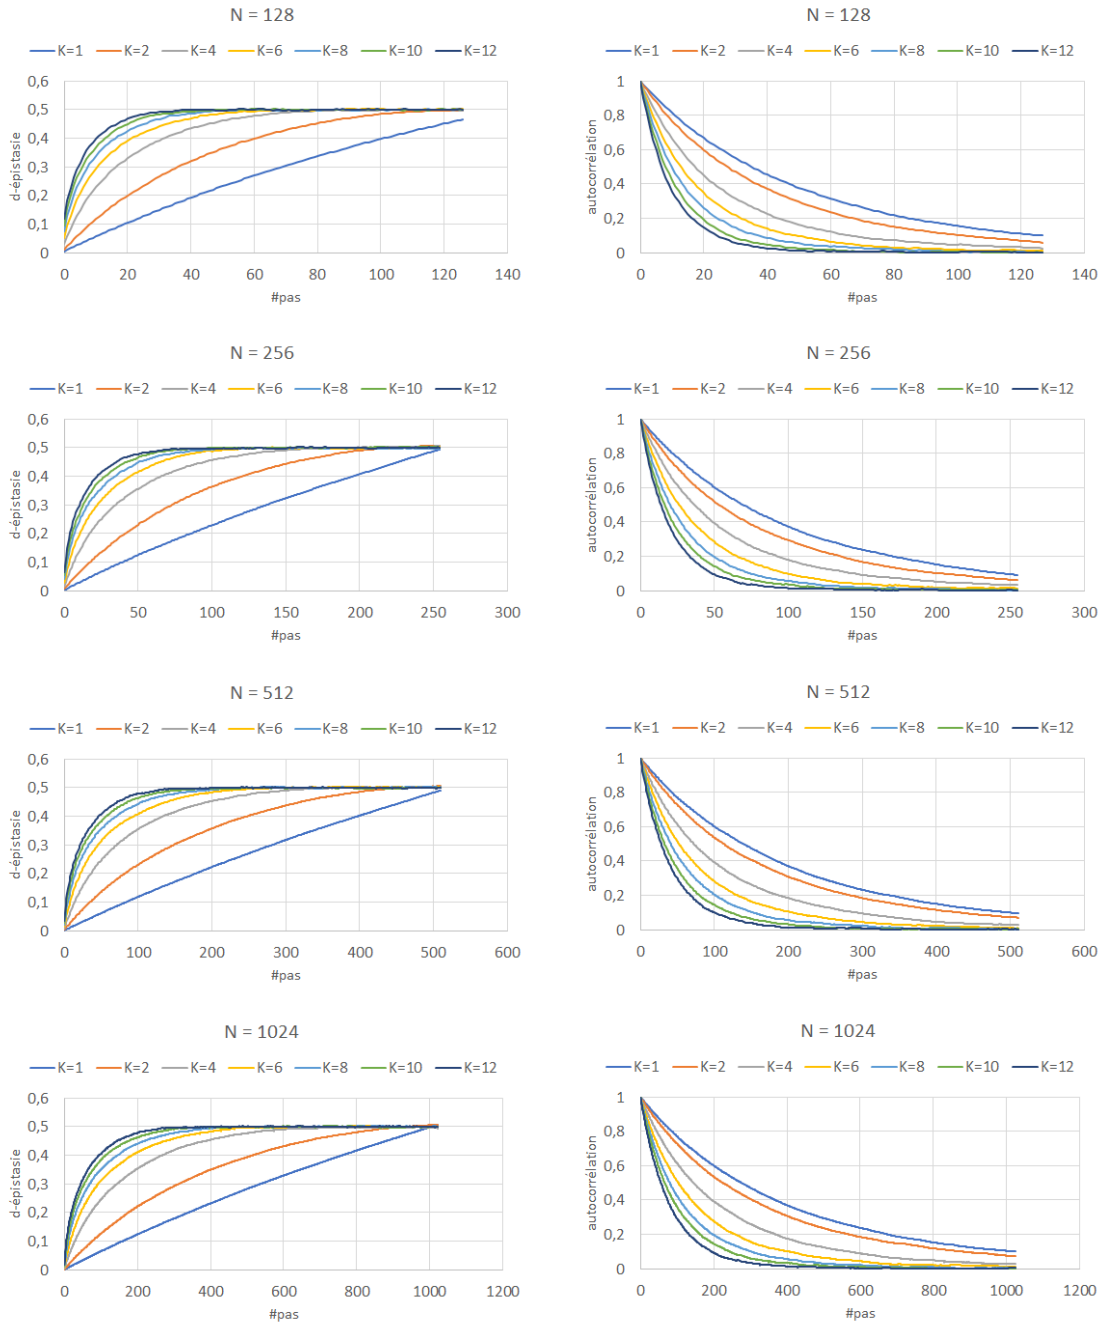 N = 128
K=1 K=2 K=4 K=6 K=8 K=10 K=12
d-épistasie
0,6
0,5
0,4
0,3
0,2
0,1
0
0 20 40 60 80 100 120 140
#pas
N = 128
K=1 K=2 K=4 K=6 K=8 K=10 K=12
autocorrélation
1
0,8
0,6
0,4
0,2
0
0 20 40 60 80 100 120 140
#pas
N = 256
K=1 K=2 K=4 K=6 K=8 K=10 K=12
d-épistasie
0,6
0,5
0,4
0,3
0,2
0,1
0
0 50 100 150 200 250 300
#pas
N = 256
K=1 K=2 K=4 K=6 K=8 K=10 K=12
autocorrélation
1
0,8
0,6
0,4
0,2
0
0 50 100 150 200 250 300
#pas
N = 512
K=1 K=2 K=4 K=6 K=8 K=10 K=12
d-épistasie
0,6
0,5
0,4
0,3
0,2
0,1
0
0 100 200 300 400 500 600
#pas
N = 512
K=1 K=2 K=4 K=6 K=8 K=10 K=12
autocorrélation
1
0,8
0,6
0,4
0,2
0
0 100 200 300 400 500 600
#pas
N = 1024
K=1 K=2 K=4 K=6 K=8 K=10 K=12
d-épistasie
0,6
0,5
0,4
0,3
0,2
0,1
0
0 200 400 600 800 1000 1200
#pas
N = 1024
K=1 K=2 K=4 K=6 K=8 K=10 K=12
autocorrélation
1
0,8
0,6
0,4
0,2
0
0 200 400 600 800 1000 1200
#pas